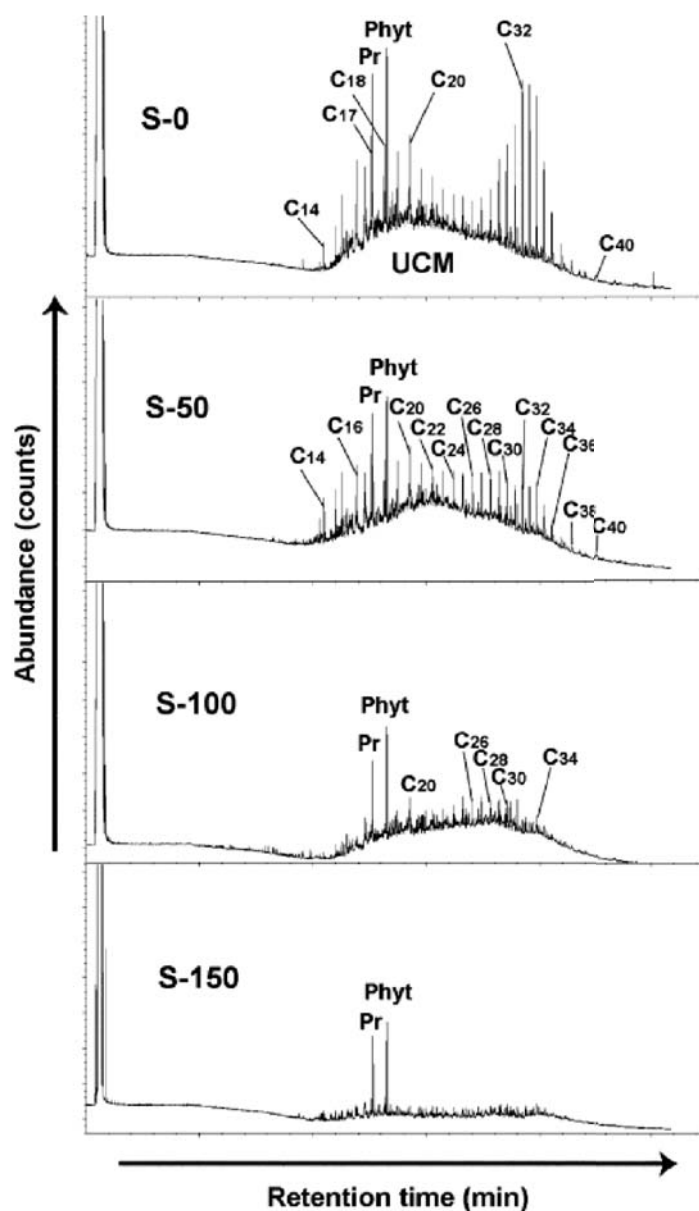 Phyt
C32
Pr
C18
C20
C17
S-0
C14
UCM
C40
Phyt
Pr
S-50
C20
C26
C32
C16
C22
C28
C34
C14
C24
C30
C36
C38
C40
Phyt
S-100
Pr
C26
C28
C34
C20
C30
Phyt
S-150
Pr
Abundance (counts)
Retention time (min)